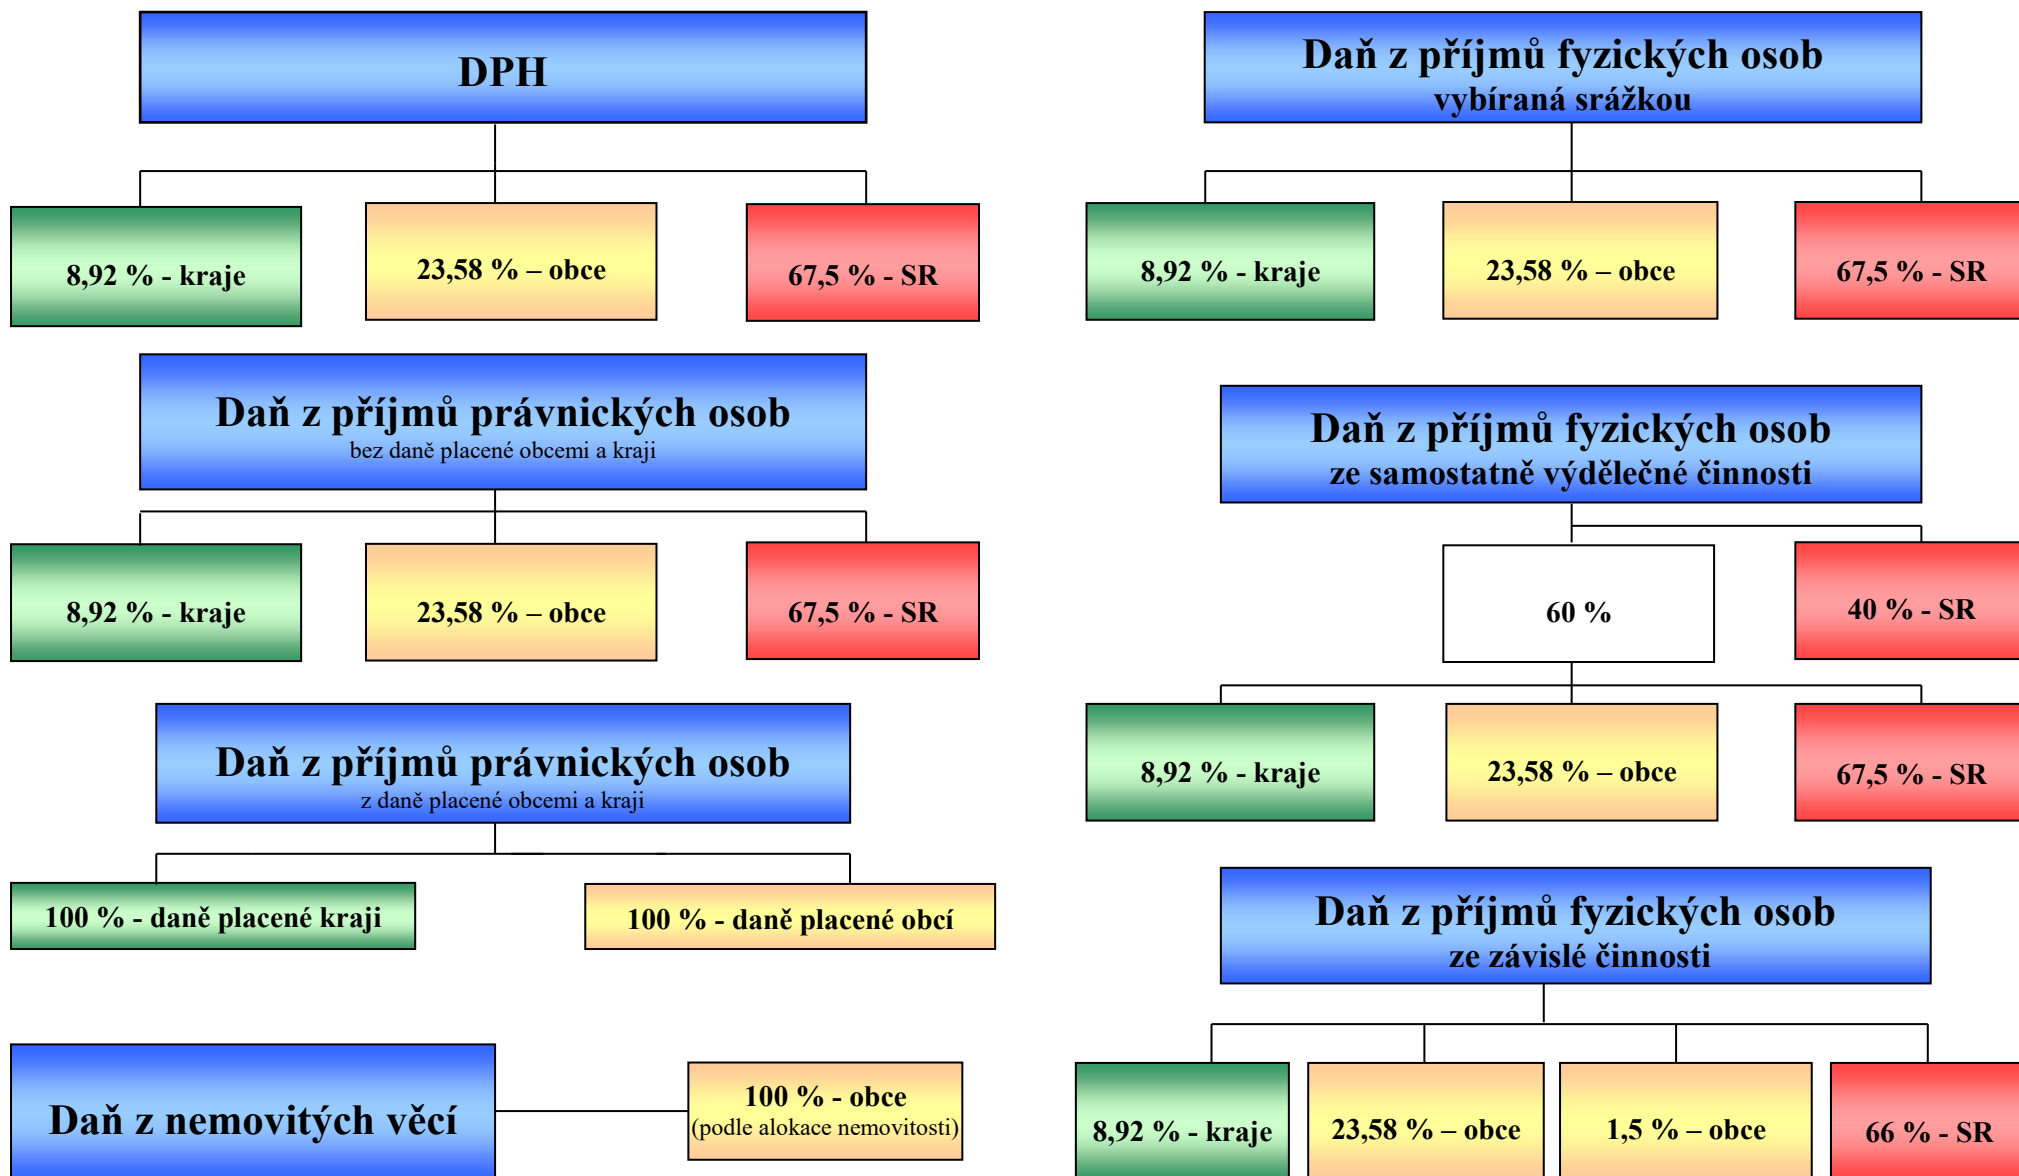 DPH
8,92 % - kraje
23,58 % – obce
67,5 % - SR
Daň z příjmů právnických osob
bez daně placené obcemi a kraji
8,92 % - kraje
23,58 % – obce
67,5 % - SR
Daň z příjmů právnických osob
z daně placené obcemi a kraji
100 % - daně placené kraji
100 % - daně placené obcí
Daň z nemovitých věcí
100 % - obce
(podle alokace nemovitosti)
Daň z příjmů fyzických osob
vybíraná srážkou
8,92 % - kraje
23,58 % – obce
67,5 % - SR
Daň z příjmů fyzických osob
ze samostatně výdělečné činnosti
60 %
40 % - SR
8,92 % - kraje
23,58 % – obce
67,5 % - SR
Daň z příjmů fyzických osob
ze závislé činnosti
8,92 % - kraje
23,58 % – obce
1,5 % – obce
66 % - SR